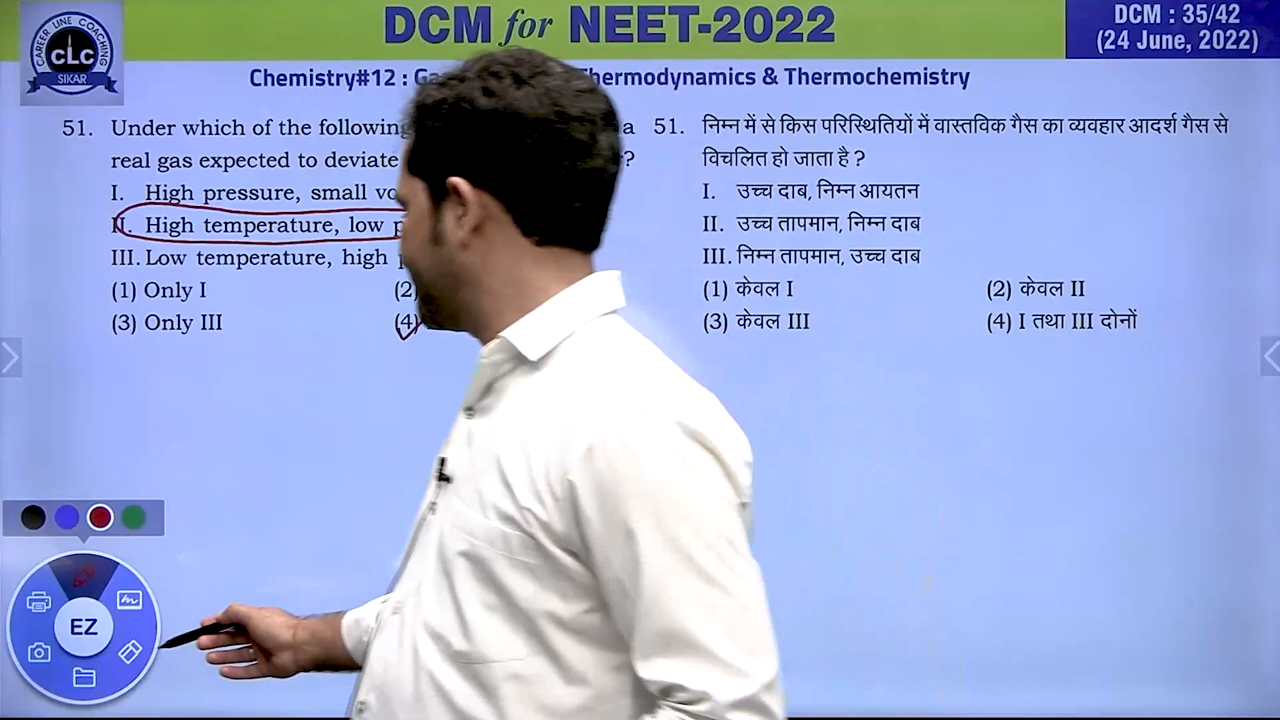 DCM for NEET-2022
DCM : 35/42
(24 June, 2022)
CAREER LINE COACHING
CLC
SIKAR
Chemistry#12 : Thermodynamics & Thermochemistry
51. Under which of the following a
real gas expected to deviate ?
I. High pressure, small
II. High temperature, low
III. Low temperature, high
(1) Only I (2)
(3) Only III (4)
51. निम्न में से किस परिस्थितियों में वास्तविक गैस का व्यवहार आदर्श गैस से
विचलित हो जाता है ?
I. उच्च दाब, निम्न आयतन
II. उच्च तापमान, निम्न दाब
III. निम्न तापमान, उच्च दाब
(1) केवल I (2) केवल II
(3) केवल III (4) I तथा III दोनों
EZ